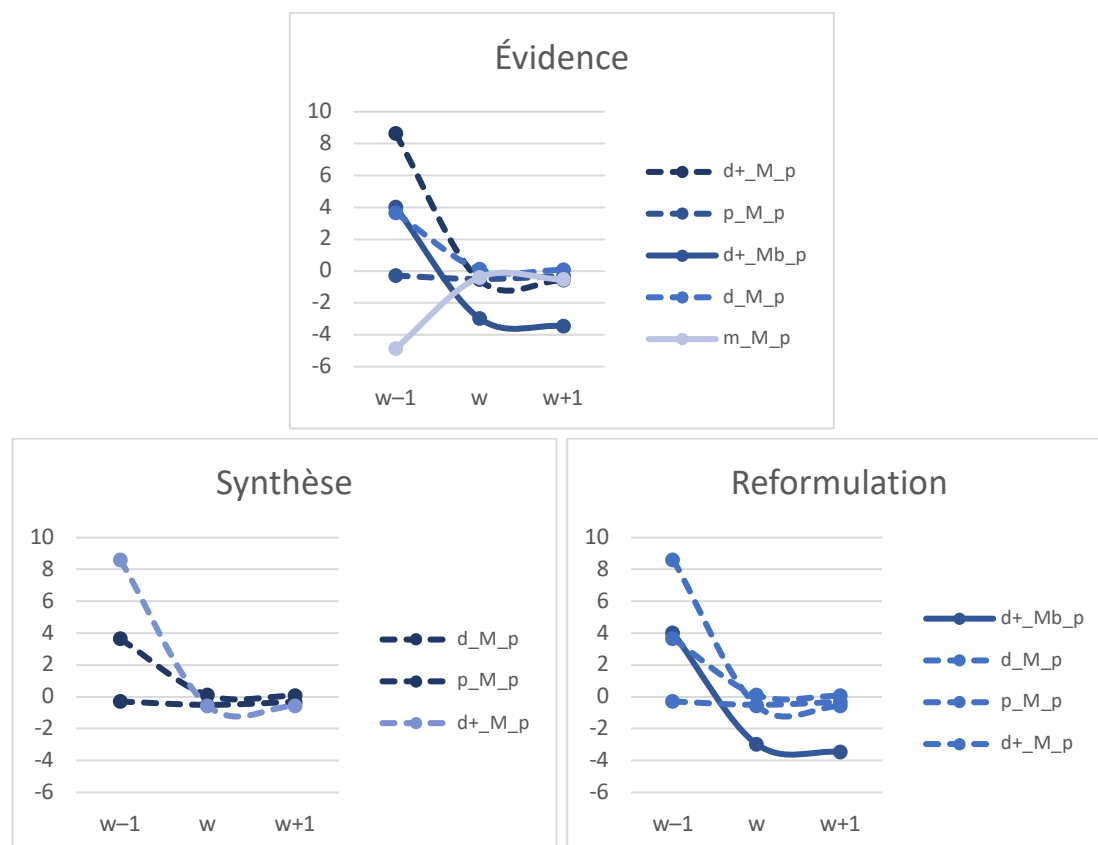 Évidence
10
8
6
4
2
0
-2
-4
-6
w–1 w w+1
d+_M_p
p_M_p
d+_Mb_p
d_M_p
m_M_p
Synthèse
10
8
6
4
2
0
-2
-4
-6
w–1 w w+1
d_M_p
p_M_p
d+_M_p
Reformulation
10
8
6
4
2
0
-2
-4
-6
w–1 w w+1
d+_Mb_p
d_M_p
p_M_p
d+_M_p